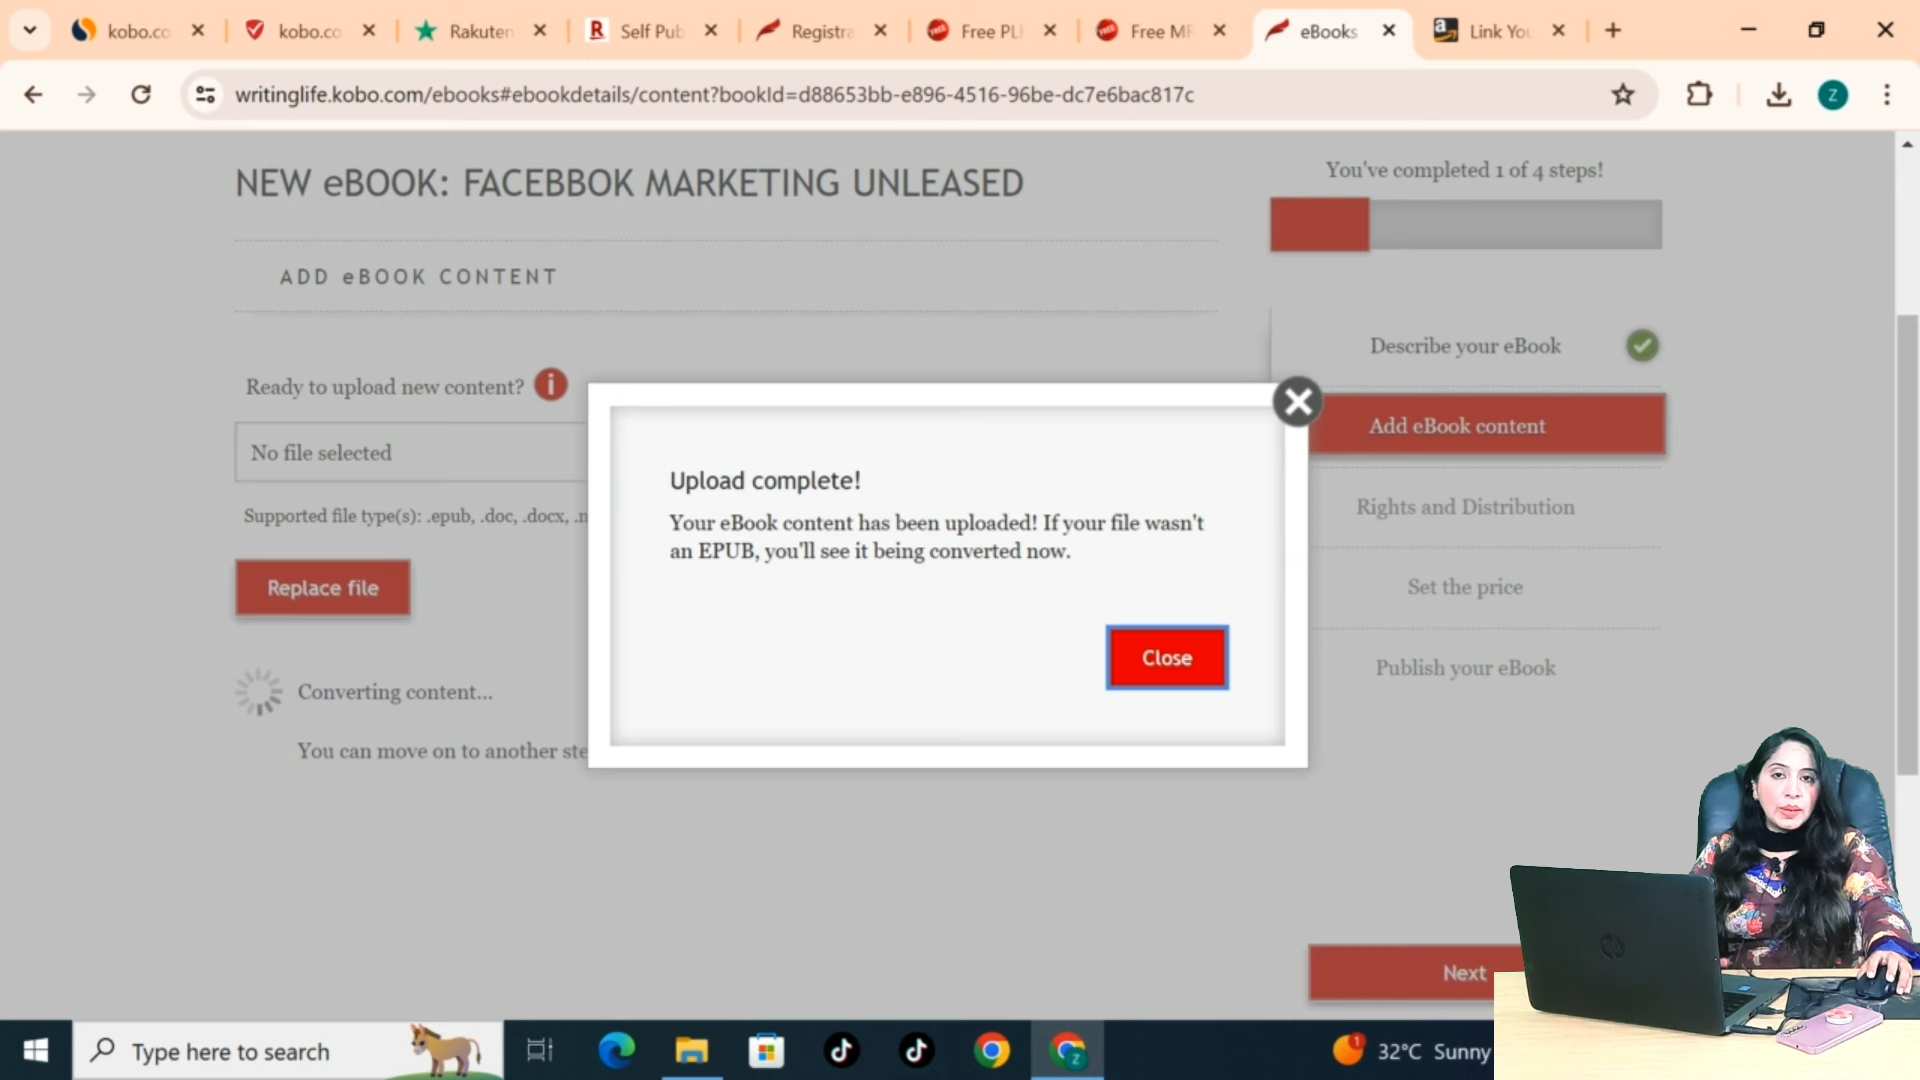 kobo.co
kobo.co
Rakuten
Self Pub
Registra
Free PLR
Free MR
eBooks
Link You
writinglife.kobo.com/ebooks#ebookdetails/content?bookId=d88653bb-e896-4516-96be-dc7e6bac817c
Z
NEW eBOOK: FACEBBOK MARKETING UNLEASED
You've completed 1 of 4 steps!
ADD eBOOK CONTENT
Describe your eBook
Ready to upload new content?
Add eBook content
No file selected
Upload complete!
Your eBook content has been uploaded! If your file wasn't
an EPUB, you'll see it being converted now.
Supported file type(s): .epub, .doc, .docx, .n
Rights and Distribution
Replace file
Set the price
Close
Publish your eBook
Converting content...
You can move on to another ste
Next
Type here to search
32°C Sunny